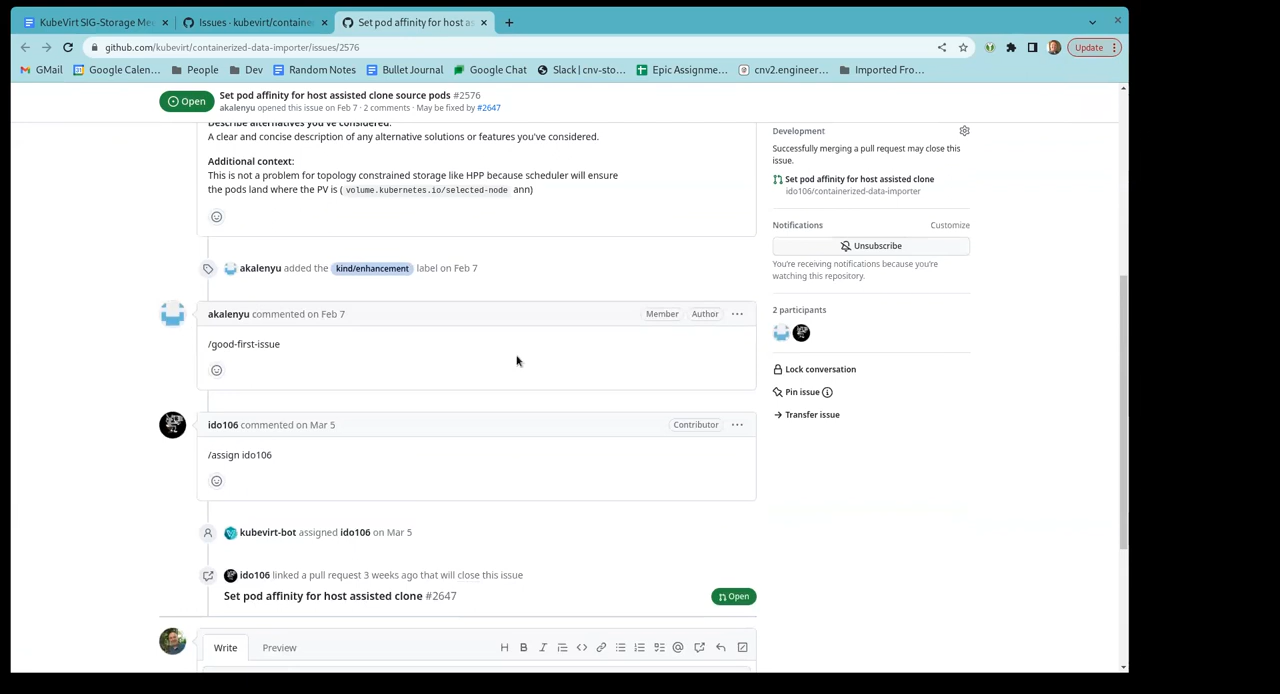 KubeVirt SIG-Storage Me
Issues · kubevirt/containe
Set pod affinity for host as
github.com/kubevirt/containerized-data-importer/issues/2576
Update
GMail
Google Calen...
People
Dev
Random Notes
Bullet Journal
Google Chat
Slack | cnv-sto...
Epic Assignme...
cnv2.engineer...
Imported Fro...
Open
Set pod affinity for host assisted clone source pods #2576
akalenyu opened this issue on Feb 7 · 2 comments · May be fixed by #2647
Describe alternatives you've considered:
A clear and concise description of any alternative solutions or features you've considered.
Additional context:
This is not a problem for topology constrained storage like HPP because scheduler will ensure
the pods land where the PV is ( volume.kubernetes.io/selected-node ann)
akalenyu added the kind/enhancement label on Feb 7
akalenyu commented on Feb 7
Member
Author
/good-first-issue
ido106 commented on Mar 5
Contributor
/assign ido106
kubevirt-bot assigned ido106 on Mar 5
ido106 linked a pull request 3 weeks ago that will close this issue
Set pod affinity for host assisted clone #2647
Open
Write
Preview
Development
Successfully merging a pull request may close this
issue.
Set pod affinity for host assisted clone
ido106/containerized-data-importer
Notifications
Customize
Unsubscribe
You're receiving notifications because you're
watching this repository.
2 participants
Lock conversation
Pin issue
Transfer issue